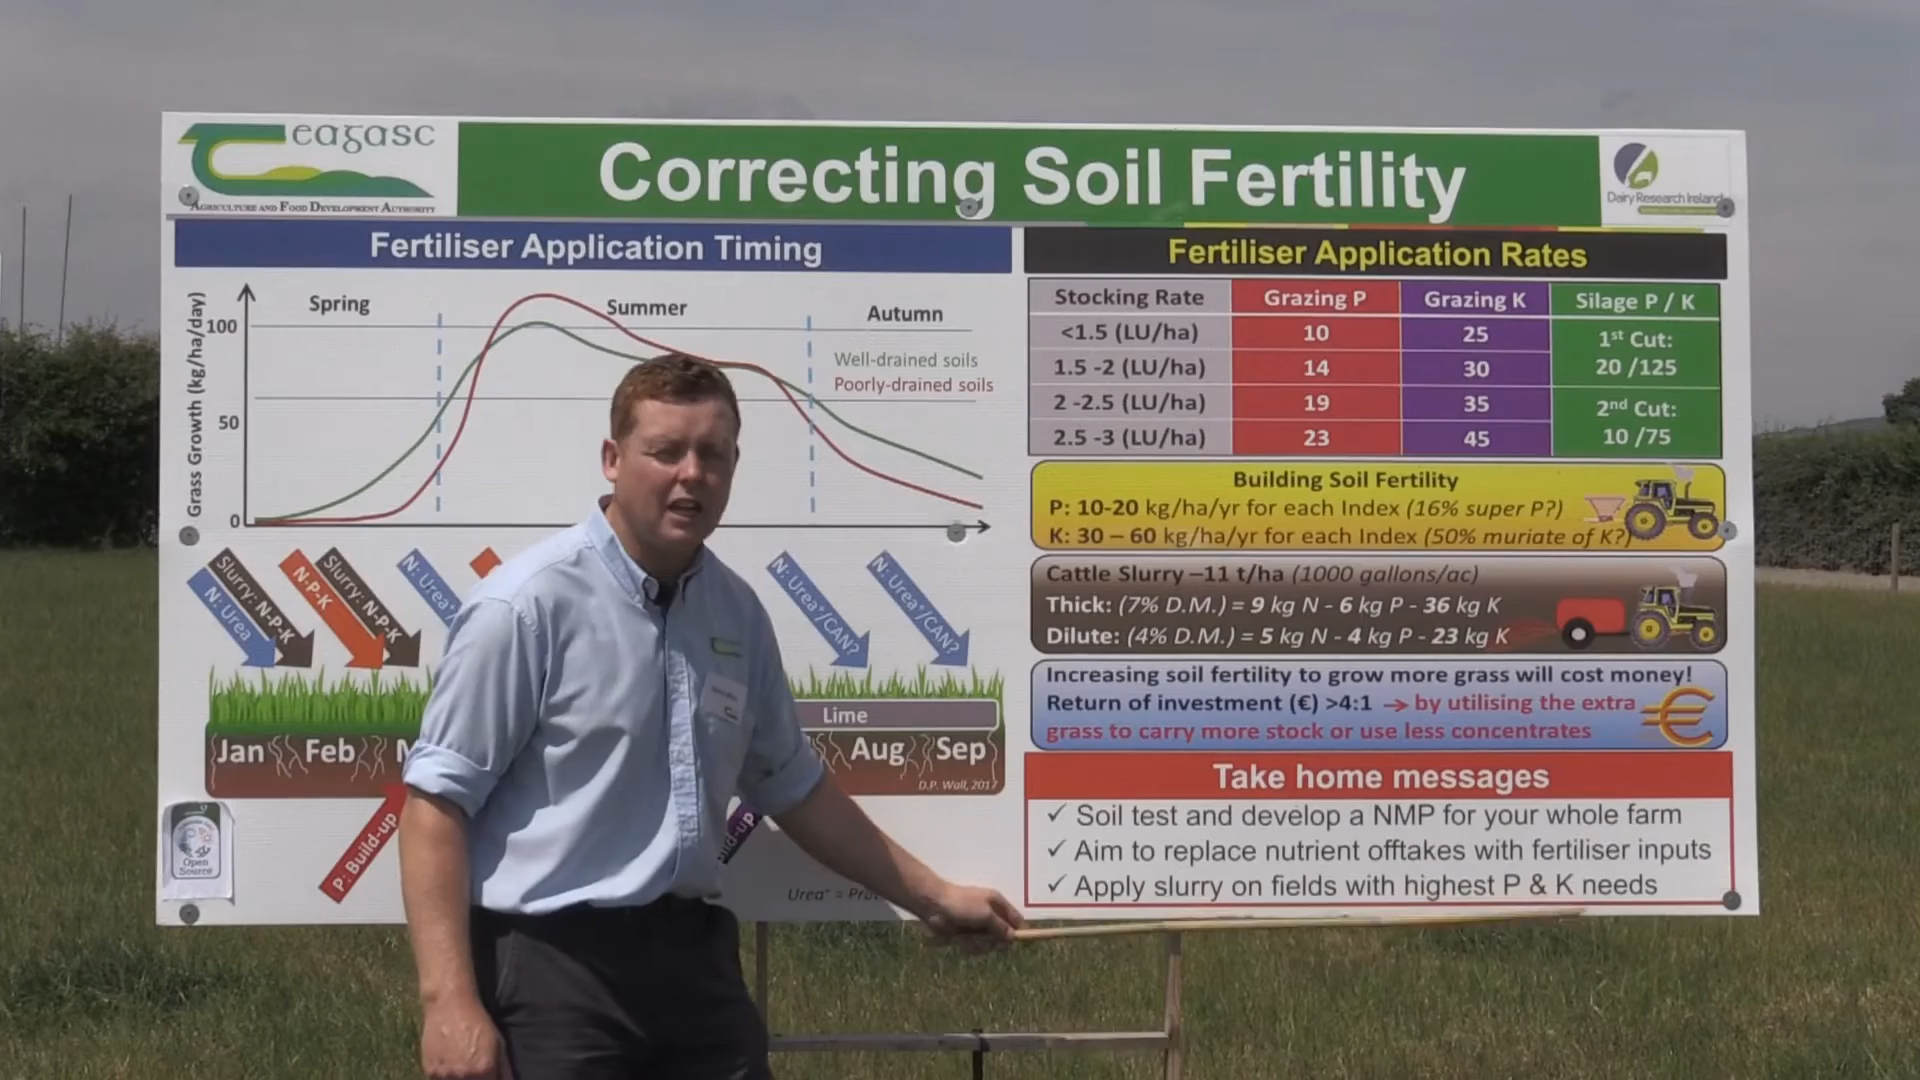 Teagasc
AGRICULTURE AND FOOD DEVELOPMENT AUTHORITY
Correcting Soil Fertility
Dairy Research Ireland
Fertiliser Application Timing
Grass Growth (kg/ha/day)
100
50
0
Spring
Summer
Autumn
Well-drained soils
Poorly-drained soils
N: Urea
Slurry: N-P-K
N-P-K
Slurry: N-P-K
N: Urea⁺
N: Urea⁺/CAN?
N: Urea⁺/CAN?
Lime
Jan Feb M Aug Sep
D.P. Wall, 2017
P: Build-up
ild-up
Urea⁺ = Pro
Open
Source
Fertiliser Application Rates
Stocking Rate Grazing P Grazing K Silage P / K
<1.5 (LU/ha) 10 25
1.5 -2 (LU/ha) 14 30
2 -2.5 (LU/ha) 19 35
2.5 -3 (LU/ha) 23 45
1st Cut:
20 /125
2nd Cut:
10 /75
Building Soil Fertility
P: 10-20 kg/ha/yr for each Index (16% super P?)
K: 30 – 60 kg/ha/yr for each Index (50% muriate of K?)
Cattle Slurry –11 t/ha (1000 gallons/ac)
Thick: (7% D.M.) = 9 kg N - 6 kg P - 36 kg K
Dilute: (4% D.M.) = 5 kg N - 4 kg P - 23 kg K
Increasing soil fertility to grow more grass will cost money!
Return of investment (€) >4:1 → by utilising the extra
grass to carry more stock or use less concentrates
€
Take home messages
✓ Soil test and develop a NMP for your whole farm
✓ Aim to replace nutrient offtakes with fertiliser inputs
✓ Apply slurry on fields with highest P & K needs